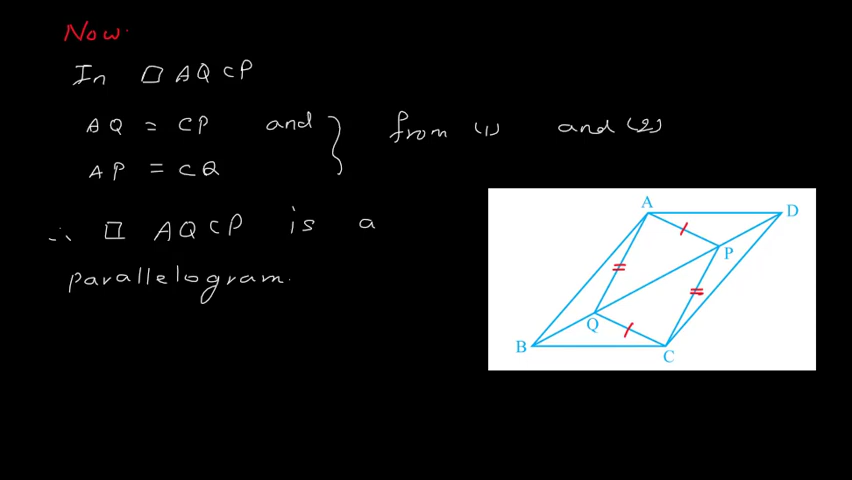 Now.
In □ AQCP
AQ = CP and } from (1) and (2)
AP = CQ
∴ □ AQCP is a
parallelogram.
A
D
P
Q
B
C